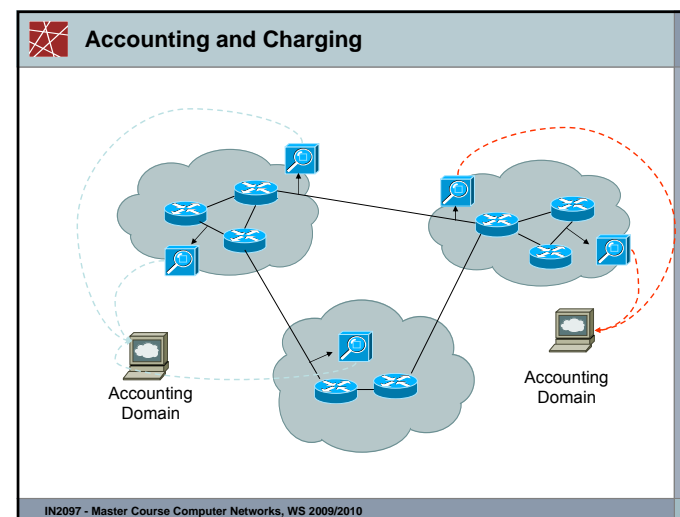 Accounting and Charging
Accounting
Domain
Accounting
Domain
IN2097 - Master Course Computer Networks, WS 2009/2010